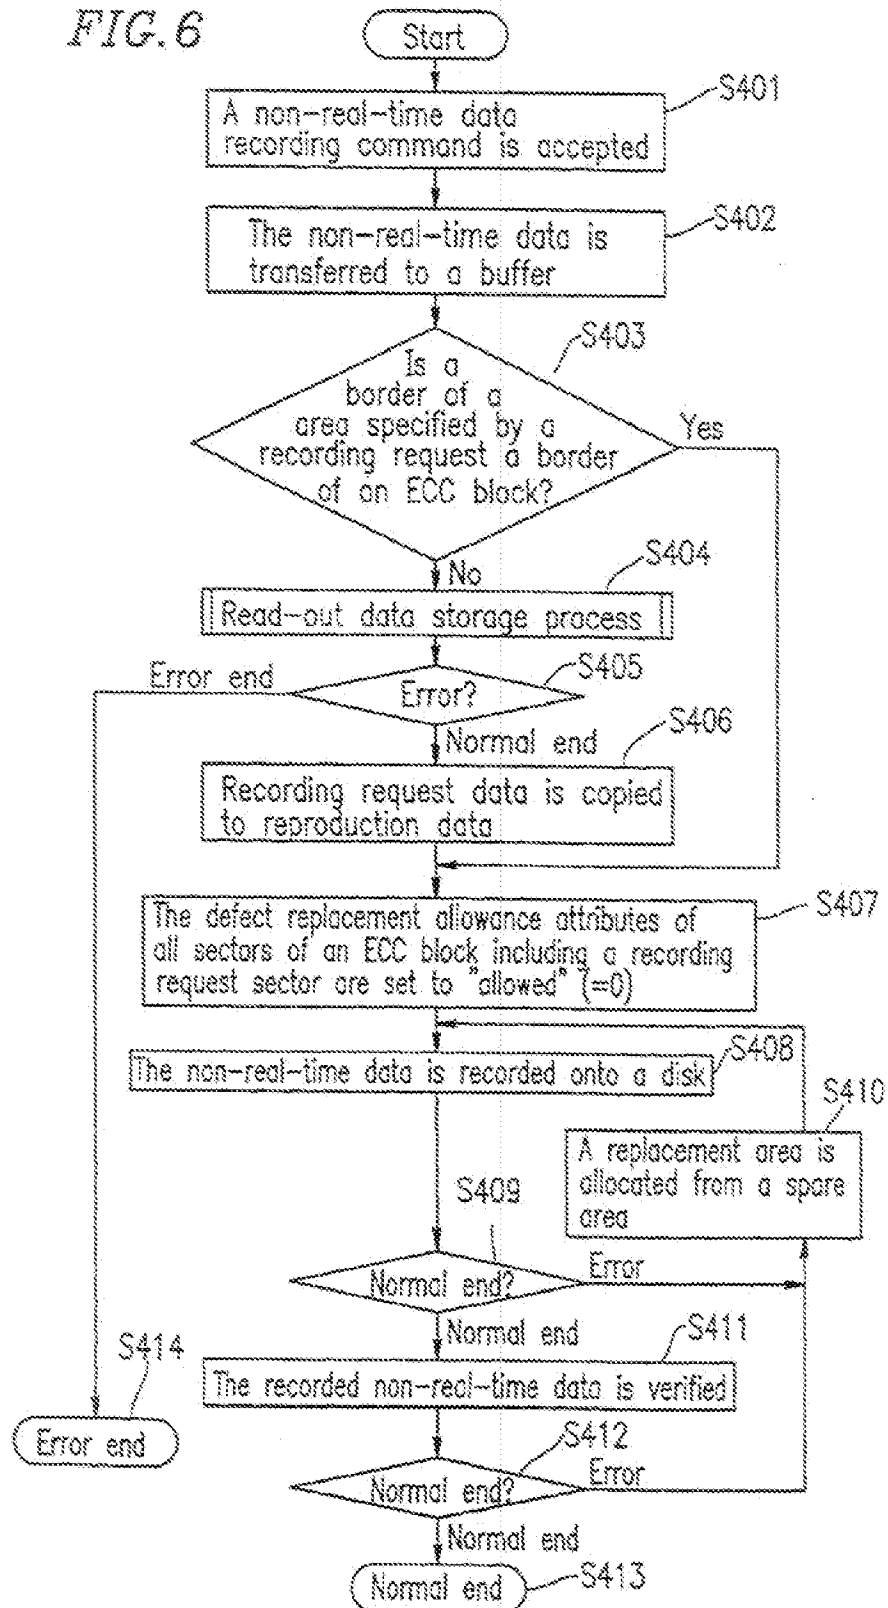 FIG. 6
Start
S401
A non-real-time data
recording command is accepted
S402
The non-real-time data is
transferred to a buffer
S403
Is a
border of a
area specified by a
recording request a border
of an ECC block?
Yes
No
S404
Read-out data storage process
S405
Error?
Error end
Normal end
S406
Recording request data is copied
to reproduction data
S407
The defect replacement allowance attributes of
all sectors of an ECC block including a recording
request sector are set to "allowed" (=0)
S408
The non-real-time data is recorded onto a disk
S410
A replacement area is
allocated from a spare
area
S409
Normal end?
Error
Normal end
S411
The recorded non-real-time data is verified
S414
Error end
S412
Normal end?
Error
Normal end
S413
Normal end